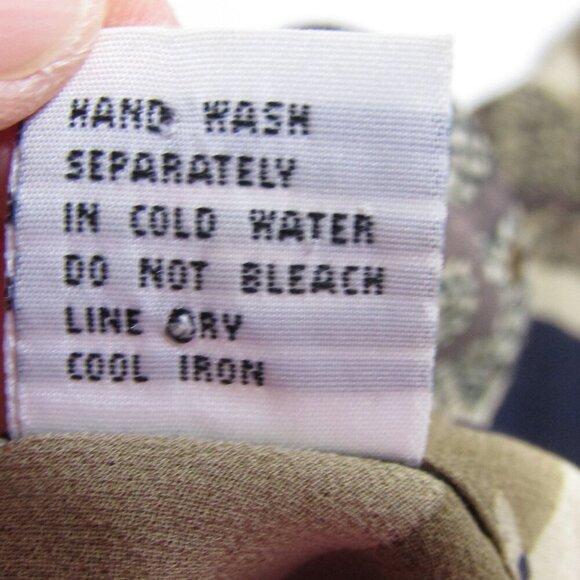 HAND WASH
SEPARATELY
IN COLD WATER
DO NOT BLEACH
LINE DRY
COOL IRON